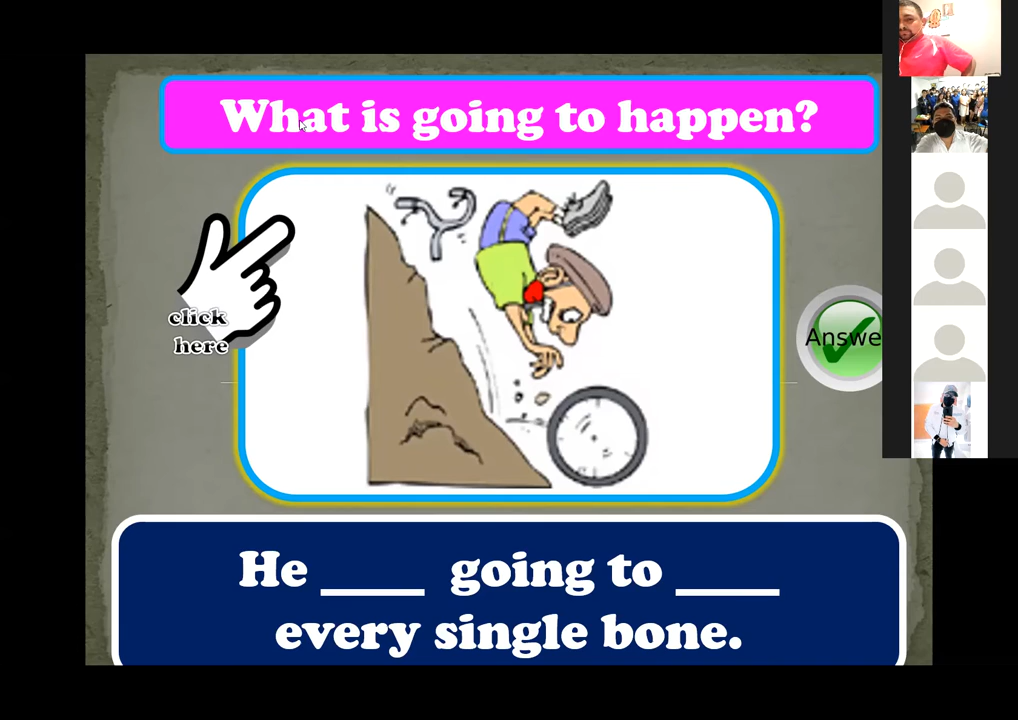 What is going to happen?
click
here
Answe
He ____ going to ____
every single bone.